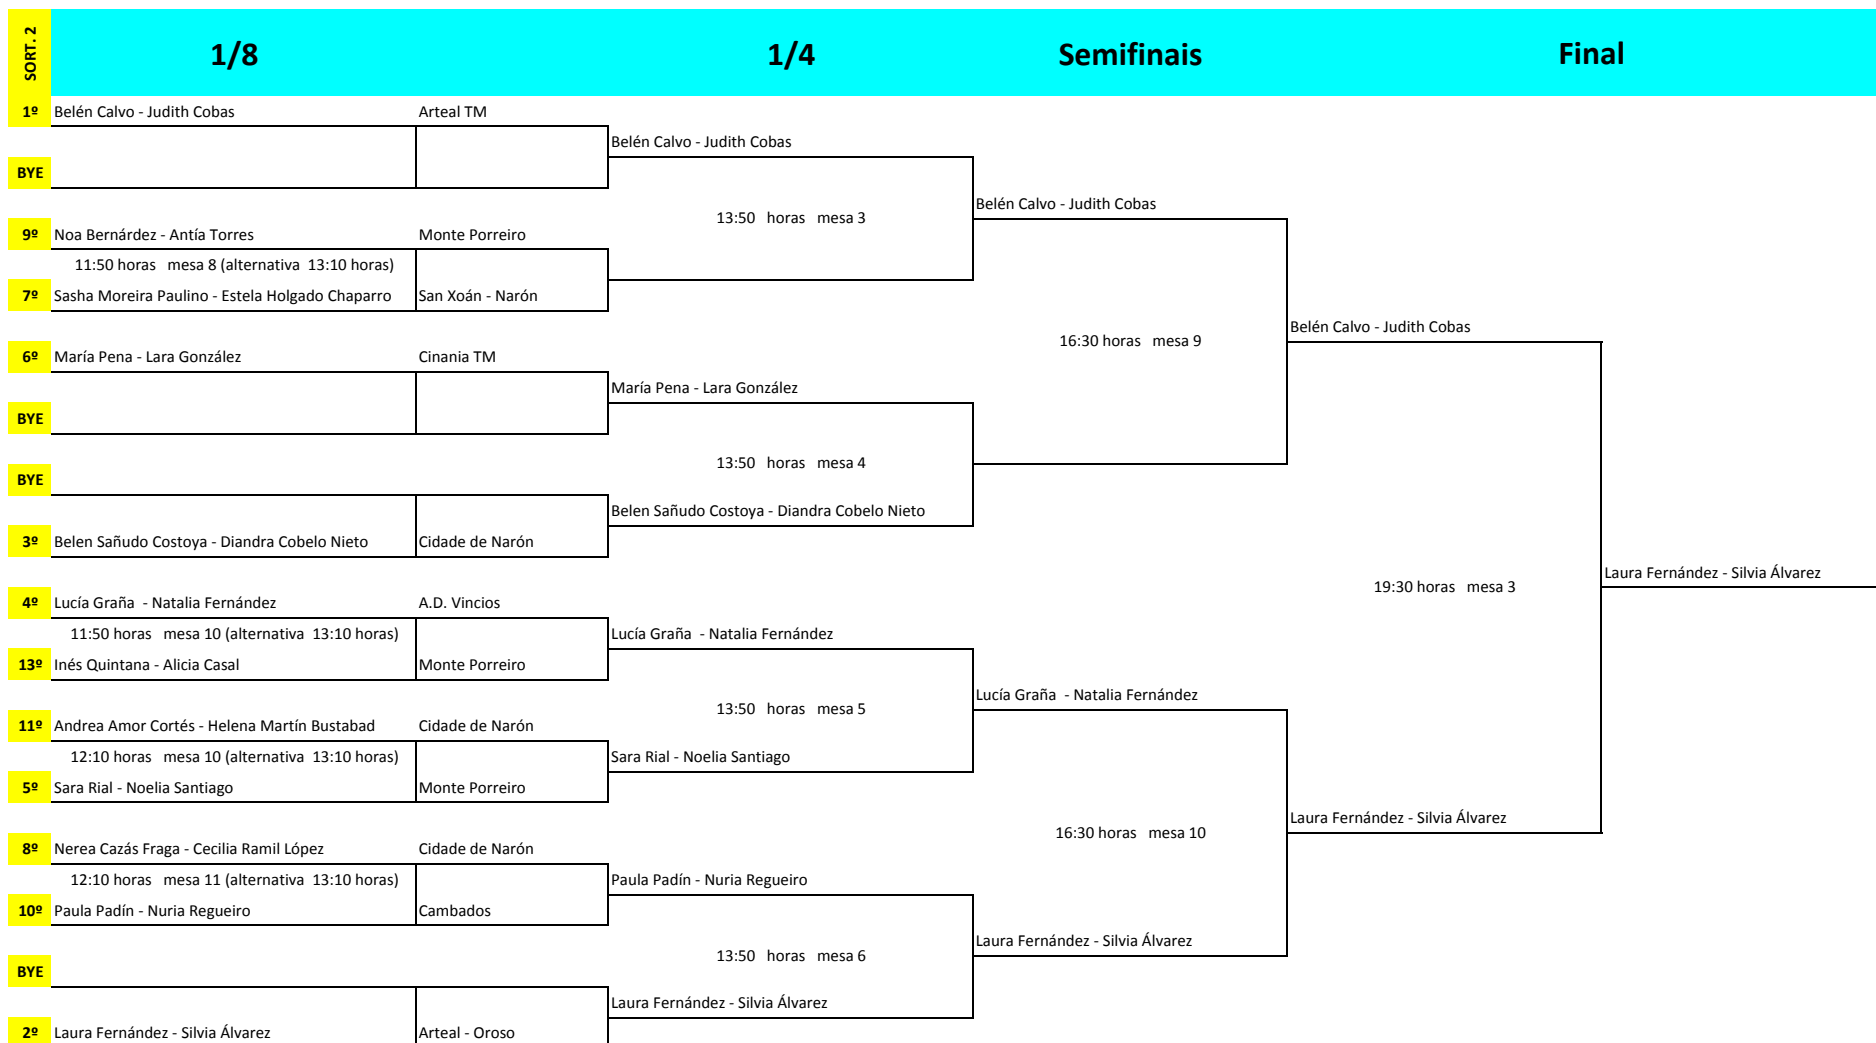 SORT. 2
1/8
1/4
Semifinais
Final
1º Belén Calvo - Judith Cobas Arteal TM
Belén Calvo - Judith Cobas
BYE
Belén Calvo - Judith Cobas
13:50 horas mesa 3
9º Noa Bernárdez - Antía Torres Monte Porreiro
11:50 horas mesa 8 (alternativa 13:10 horas)
7º Sasha Moreira Paulino - Estela Holgado Chaparro San Xoán - Narón
Belén Calvo - Judith Cobas
16:30 horas mesa 9
6º María Pena - Lara González Cinania TM
María Pena - Lara González
BYE
13:50 horas mesa 4
BYE
Belen Sañudo Costoya - Diandra Cobelo Nieto
3º Belen Sañudo Costoya - Diandra Cobelo Nieto Cidade de Narón
Laura Fernández - Silvia Álvarez
19:30 horas mesa 3
4º Lucía Graña - Natalia Fernández A.D. Vincios
11:50 horas mesa 10 (alternativa 13:10 horas)
Lucía Graña - Natalia Fernández
13º Inés Quintana - Alicia Casal Monte Porreiro
Lucía Graña - Natalia Fernández
13:50 horas mesa 5
11º Andrea Amor Cortés - Helena Martín Bustabad Cidade de Narón
12:10 horas mesa 10 (alternativa 13:10 horas)
Sara Rial - Noelia Santiago
5º Sara Rial - Noelia Santiago Monte Porreiro
Laura Fernández - Silvia Álvarez
16:30 horas mesa 10
8º Nerea Cazás Fraga - Cecilia Ramil López Cidade de Narón
12:10 horas mesa 11 (alternativa 13:10 horas)
Paula Padín - Nuria Regueiro
10º Paula Padín - Nuria Regueiro Cambados
Laura Fernández - Silvia Álvarez
13:50 horas mesa 6
BYE
Laura Fernández - Silvia Álvarez
2º Laura Fernández - Silvia Álvarez Arteal - Oroso